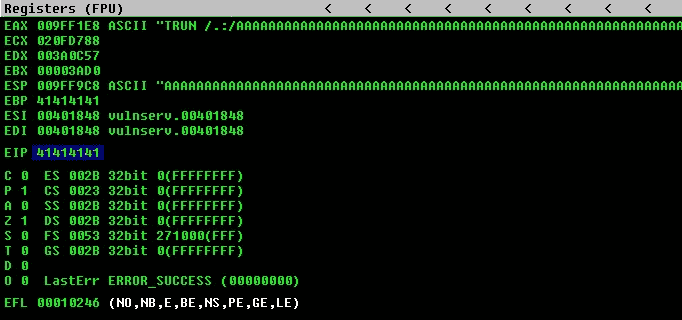 Registers (FPU) < < < < < < < < <
EAX 009FF1E8 ASCII "TRUN /.:/AAAAAAAAAAAAAAAAAAAAAAAAAAAAAAAAAAAAAAAAAAAAAAAAAAAAAAA
ECX 020FD788
EDX 003A0C57
EBX 00003AD0
ESP 009FF9C8 ASCII "AAAAAAAAAAAAAAAAAAAAAAAAAAAAAAAAAAAAAAAAAAAAAAAAAAAAAAAAAAAAAAAA
EBP 41414141
ESI 00401848 vulnserv.00401848
EDI 00401848 vulnserv.00401848
EIP 41414141
C 0 ES 002B 32bit 0(FFFFFFFF)
P 1 CS 0023 32bit 0(FFFFFFFF)
A 0 SS 002B 32bit 0(FFFFFFFF)
Z 1 DS 002B 32bit 0(FFFFFFFF)
S 0 FS 0053 32bit 271000(FFF)
T 0 GS 002B 32bit 0(FFFFFFFF)
D 0
O 0 LastErr ERROR_SUCCESS (00000000)
EFL 00010246 (NO,NB,E,BE,NS,PE,GE,LE)